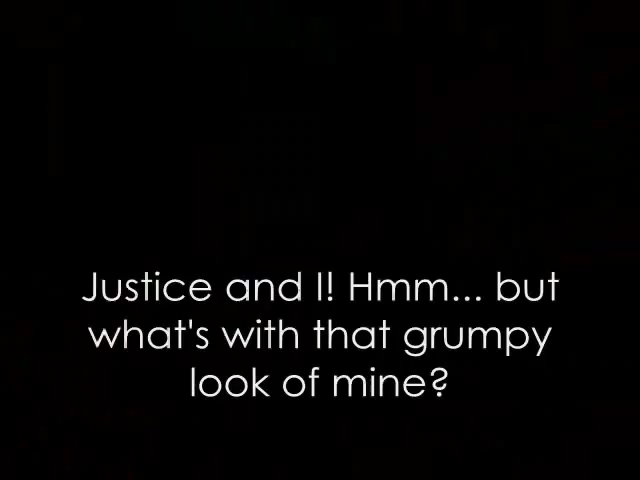 Justice and I! Hmm... but
what's with that grumpy
look of mine?